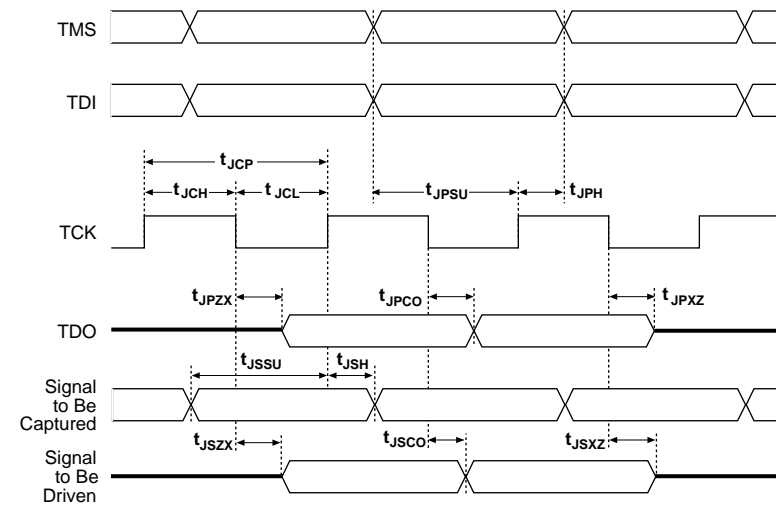 TMS
TDI
tJCP
tJCH
tJCL
tJPSU
tJPH
TCK
tJPZX
tJPCO
tJPXZ
TDO
tJSSU
tJSH
Signal
to Be
Captured
tJSZX
tJSCO
tJSXZ
Signal
to Be
Driven